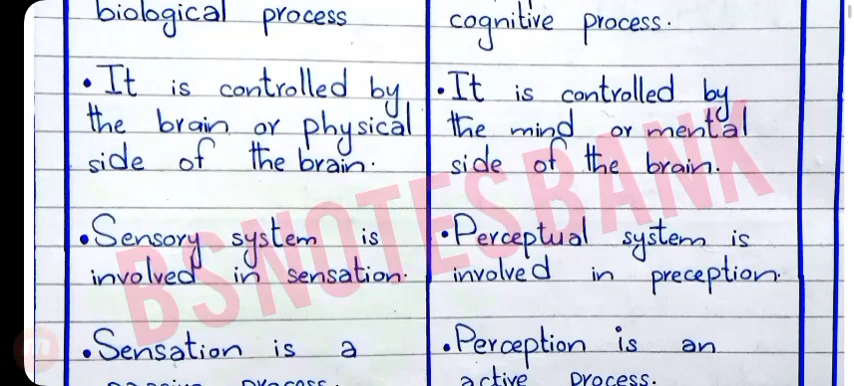 biological process
• It is controlled by
the brain or physical
side of the brain.
• Sensory system is
involved in sensation.
• Sensation is a
passive process.
cognitive process.
• It is controlled by
the mind or mental
side of the brain.
• Perceptual system is
involved in preception.
• Perception is an
active process.
BSNOTESBANK